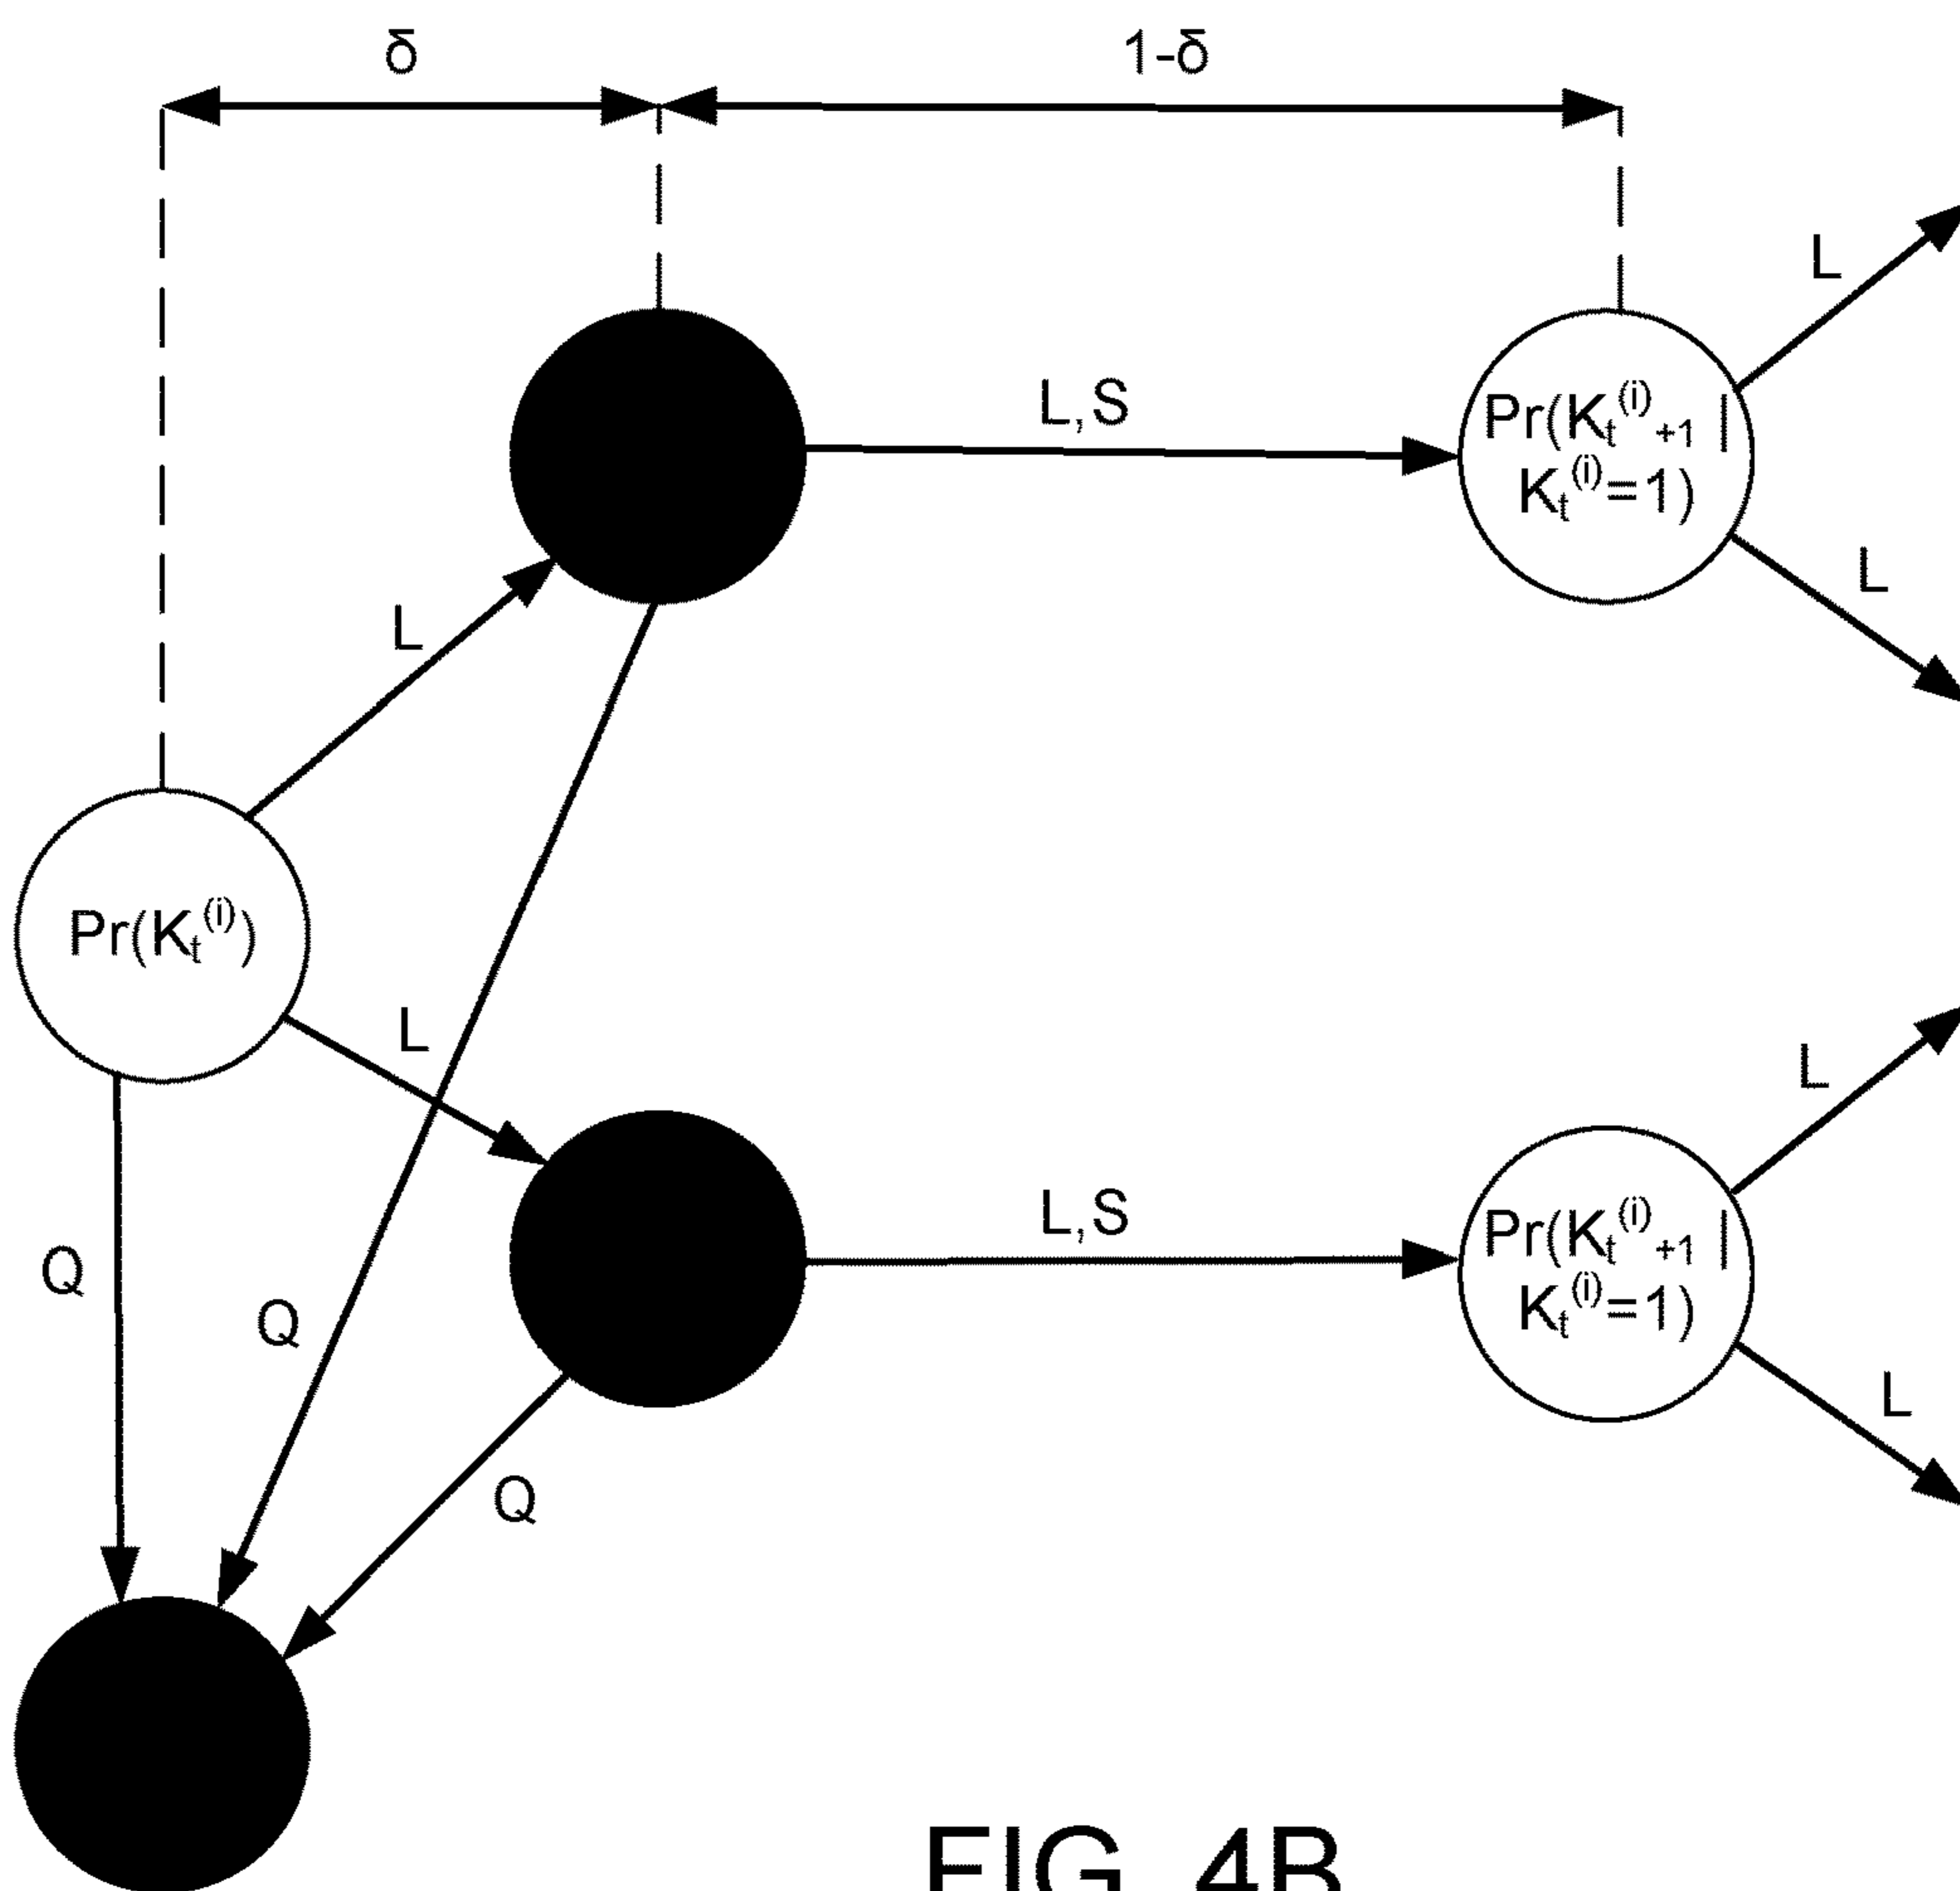 δ
1-δ
L
L,S
Pr(Kₜ⁽ⁱ⁾₊₁ |
Kₜ⁽ⁱ⁾=1)
L
L
Pr(Kₜ⁽ⁱ⁾)
L
L
L,S
Pr(Kₜ⁽ⁱ⁾₊₁ |
Kₜ⁽ⁱ⁾=1)
L
Q
Q
L
Q
FIG. 4B